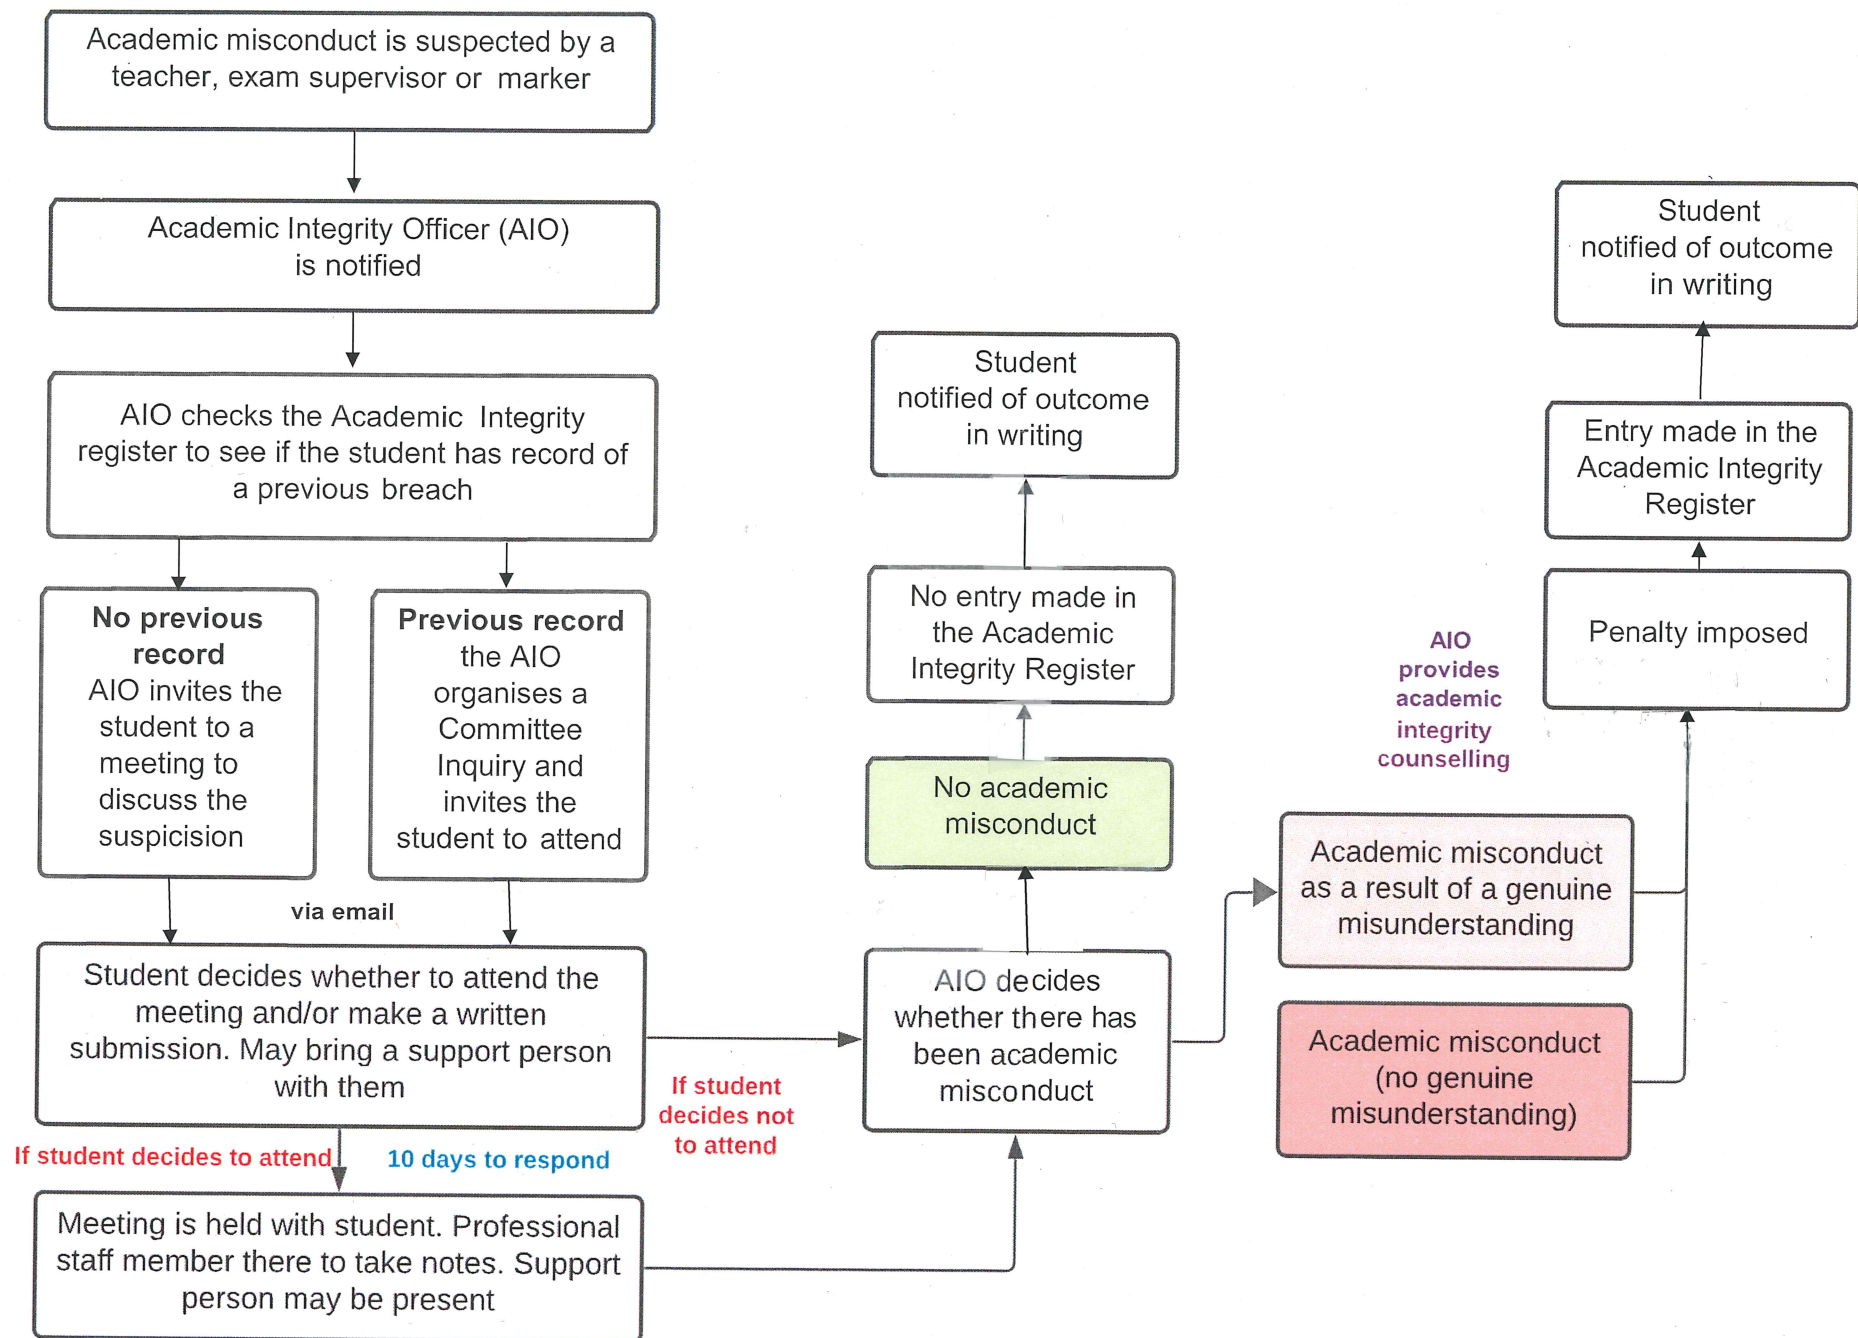 Academic misconduct is suspected by a
teacher, exam supervisor or marker
Academic Integrity Officer (AIO)
is notified
AIO checks the Academic Integrity
register to see if the student has record of
a previous breach
No previous
record
AIO invites the
student to a
meeting to
discuss the
suspicision
Previous record
the AIO
organises a
Committee
Inquiry and
invites the
student to attend
via email
Student decides whether to attend the
meeting and/or make a written
submission. May bring a support person
with them
If student decides to attend
10 days to respond
Meeting is held with student. Professional
staff member there to take notes. Support
person may be present
If student
decides not
to attend
AIO decides
whether there has
been academic
misconduct
No academic
misconduct
No entry made in
the Academic
Integrity Register
Student
notified of outcome
in writing
Academic misconduct
as a result of a genuine
misunderstanding
Academic misconduct
(no genuine
misunderstanding)
AIO
provides
academic
integrity
counselling
Penalty imposed
Entry made in the
Academic Integrity
Register
Student
notified of outcome
in writing